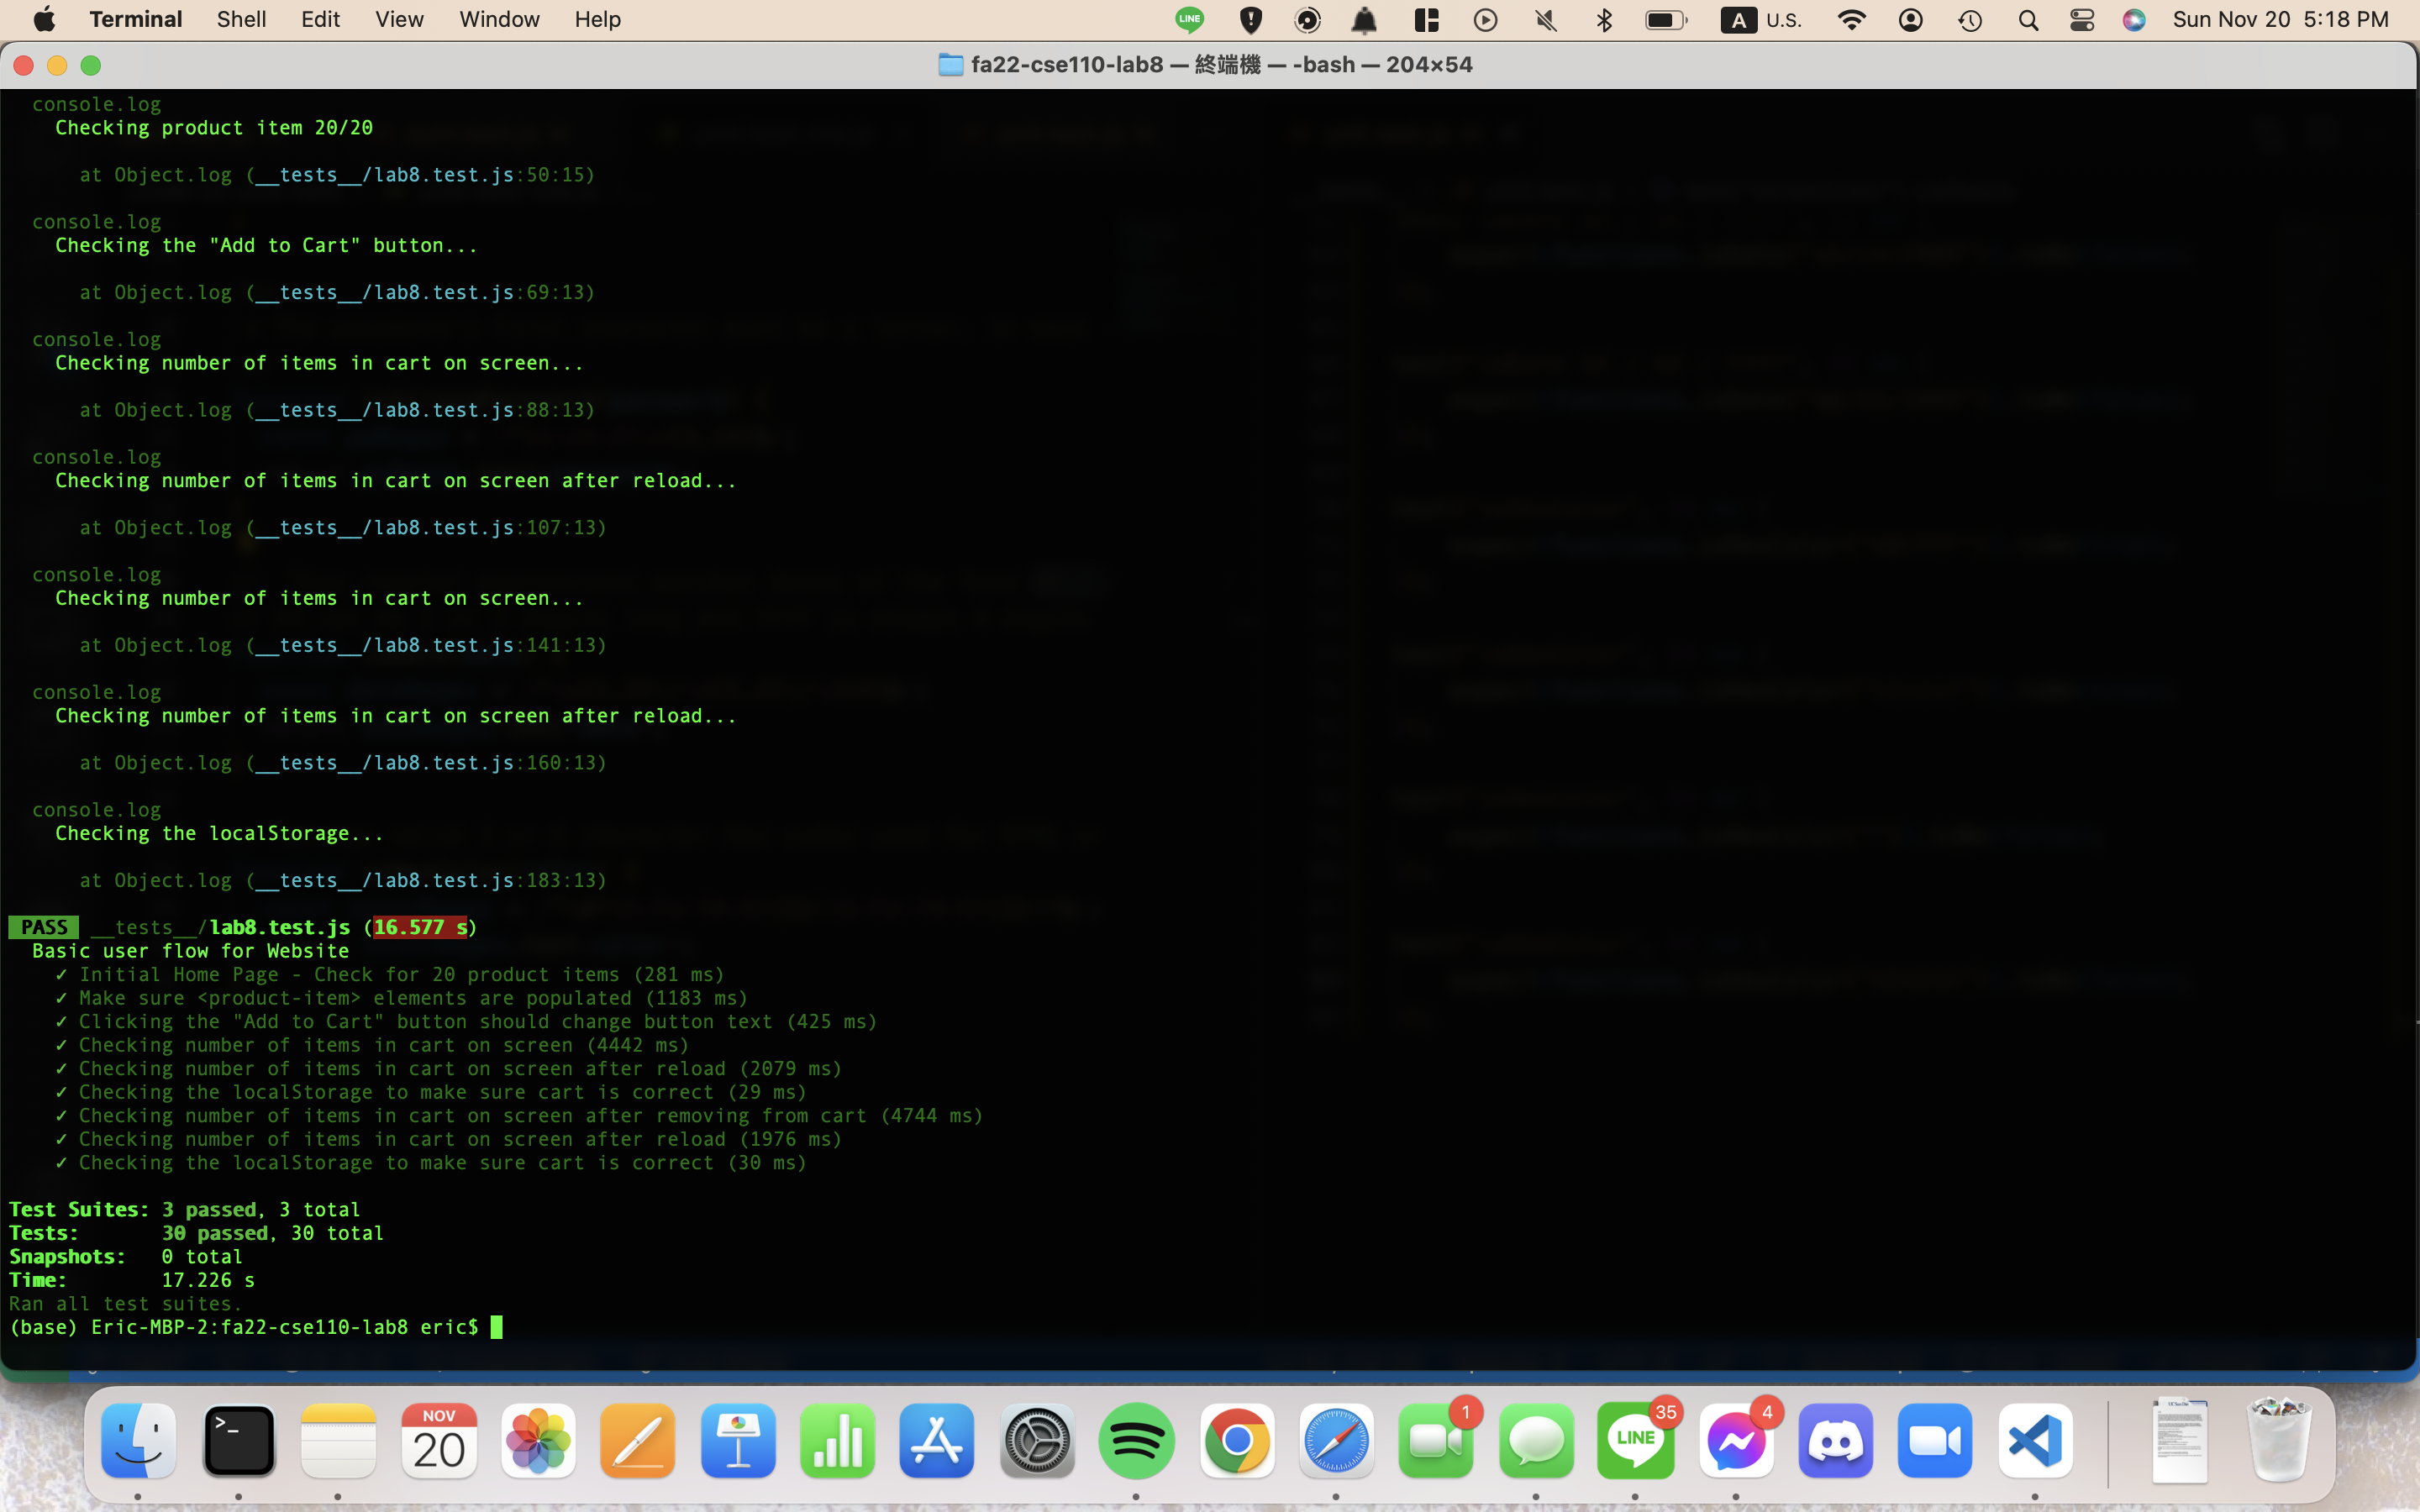 Terminal Shell Edit View Window Help LINE A U.S. Sun Nov 20 5:18 PM
fa22-cse110-lab8 — 終端機 — -bash — 204×54
console.log
Checking product item 20/20
at Object.log (__tests__/lab8.test.js:50:15)
console.log
Checking the "Add to Cart" button...
at Object.log (__tests__/lab8.test.js:69:13)
console.log
Checking number of items in cart on screen...
at Object.log (__tests__/lab8.test.js:88:13)
console.log
Checking number of items in cart on screen after reload...
at Object.log (__tests__/lab8.test.js:107:13)
console.log
Checking number of items in cart on screen...
at Object.log (__tests__/lab8.test.js:141:13)
console.log
Checking number of items in cart on screen after reload...
at Object.log (__tests__/lab8.test.js:160:13)
console.log
Checking the localStorage...
at Object.log (__tests__/lab8.test.js:183:13)
PASS __tests__/lab8.test.js (16.577 s)
Basic user flow for Website
✓ Initial Home Page - Check for 20 product items (281 ms)
✓ Make sure <product-item> elements are populated (1183 ms)
✓ Clicking the "Add to Cart" button should change button text (425 ms)
✓ Checking number of items in cart on screen (4442 ms)
✓ Checking number of items in cart on screen after reload (2079 ms)
✓ Checking the localStorage to make sure cart is correct (29 ms)
✓ Checking number of items in cart on screen after removing from cart (4744 ms)
✓ Checking number of items in cart on screen after reload (1976 ms)
✓ Checking the localStorage to make sure cart is correct (30 ms)
Test Suites: 3 passed, 3 total
Tests: 30 passed, 30 total
Snapshots: 0 total
Time: 17.226 s
Ran all test suites.
(base) Eric-MBP-2:fa22-cse110-lab8 eric$
>_ NOV 20 1 LINE 35 4